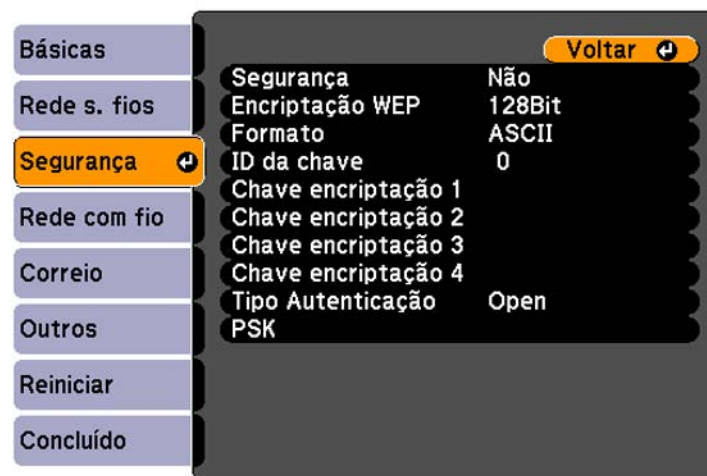 Básicas
Rede s. fios
Segurança
Rede com fio
Correio
Outros
Reiniciar
Concluído
Voltar
Segurança Não
Encriptação WEP 128Bit
Formato ASCII
ID da chave 0
Chave encriptação 1
Chave encriptação 2
Chave encriptação 3
Chave encriptação 4
Tipo Autenticação Open
PSK